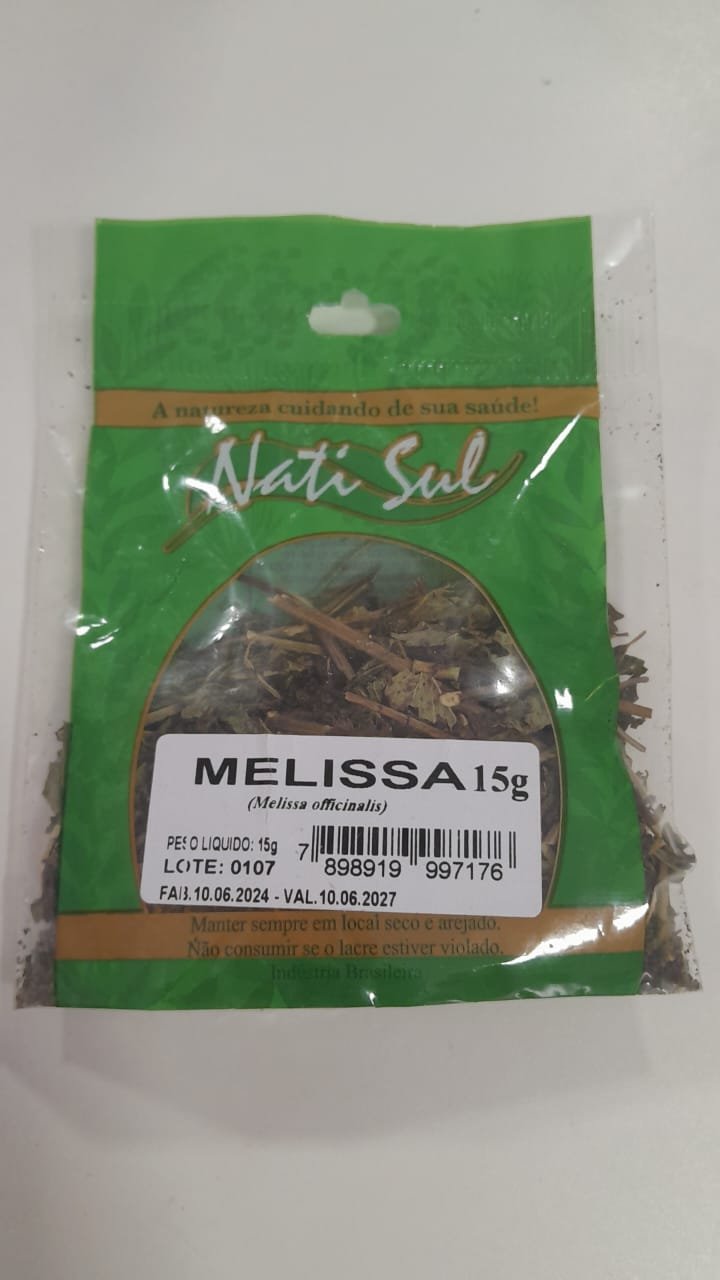 A natureza cuidando de sua saúde!
Nati Sul
MELISSA 15g
(Melissa officinalis)
PESO LIQUIDO: 15g
LOTE: 0107
7 898919 997176
FAB.10.06.2024 - VAL.10.06.2027
Manter sempre em local seco e arejado.
Não consumir se o lacre estiver violado.
Indústria Brasileira